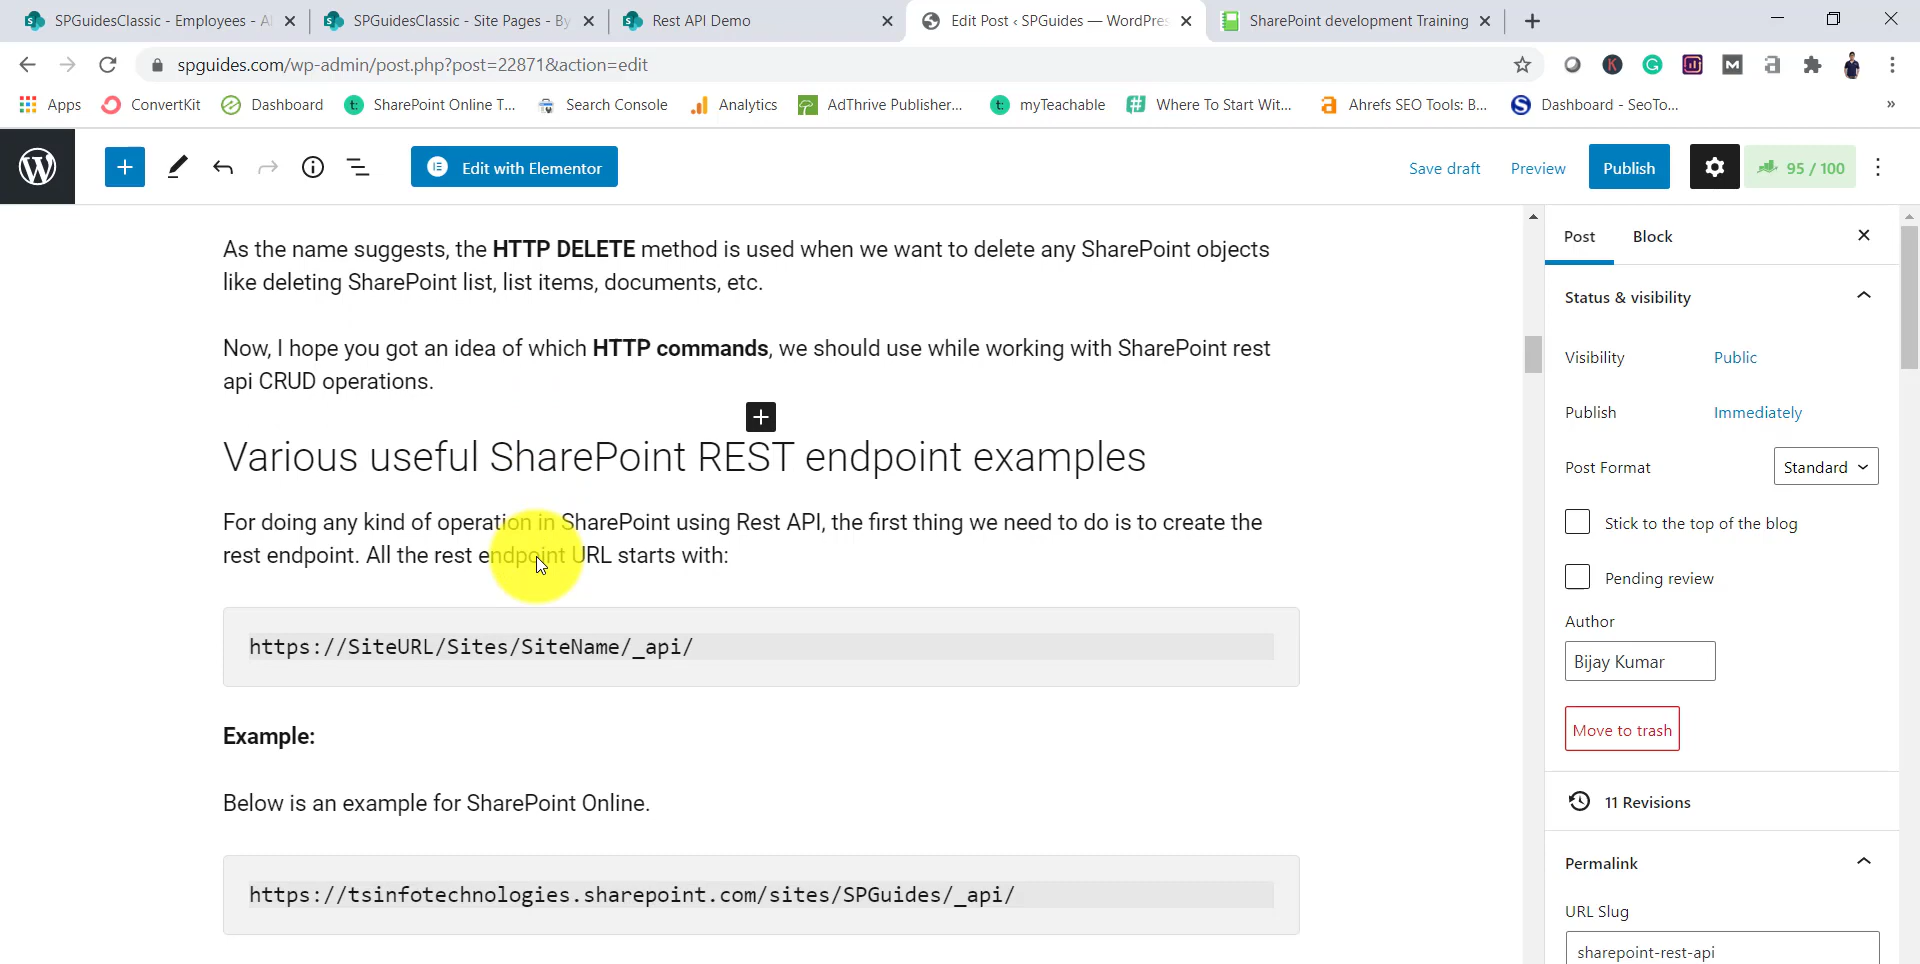 SPGuidesClassic - Employees - Al
SPGuidesClassic - Site Pages - By
Rest API Demo
Edit Post ‹ SPGuides — WordPres
SharePoint development Training
spguides.com/wp-admin/post.php?post=22871&action=edit
Apps
ConvertKit
Dashboard
SharePoint Online T...
Search Console
Analytics
AdThrive Publisher...
myTeachable
Where To Start Wit...
Ahrefs SEO Tools: B...
Dashboard - SeoTo...
»
Edit with Elementor
Save draft
Preview
Publish
95 / 100
As the name suggests, the HTTP DELETE method is used when we want to delete any SharePoint objects
like deleting SharePoint list, list items, documents, etc.
Now, I hope you got an idea of which HTTP commands, we should use while working with SharePoint rest
api CRUD operations.
Various useful SharePoint REST endpoint examples
For doing any kind of operation in SharePoint using Rest API, the first thing we need to do is to create the
rest endpoint. All the rest endpoint URL starts with:
https://SiteURL/Sites/SiteName/_api/
Example:
Below is an example for SharePoint Online.
https://tsinfotechnologies.sharepoint.com/sites/SPGuides/_api/
Post
Block
Status & visibility
Visibility
Public
Publish
Immediately
Post Format
Standard
Stick to the top of the blog
Pending review
Author
Bijay Kumar
Move to trash
11 Revisions
Permalink
URL Slug
sharepoint-rest-api